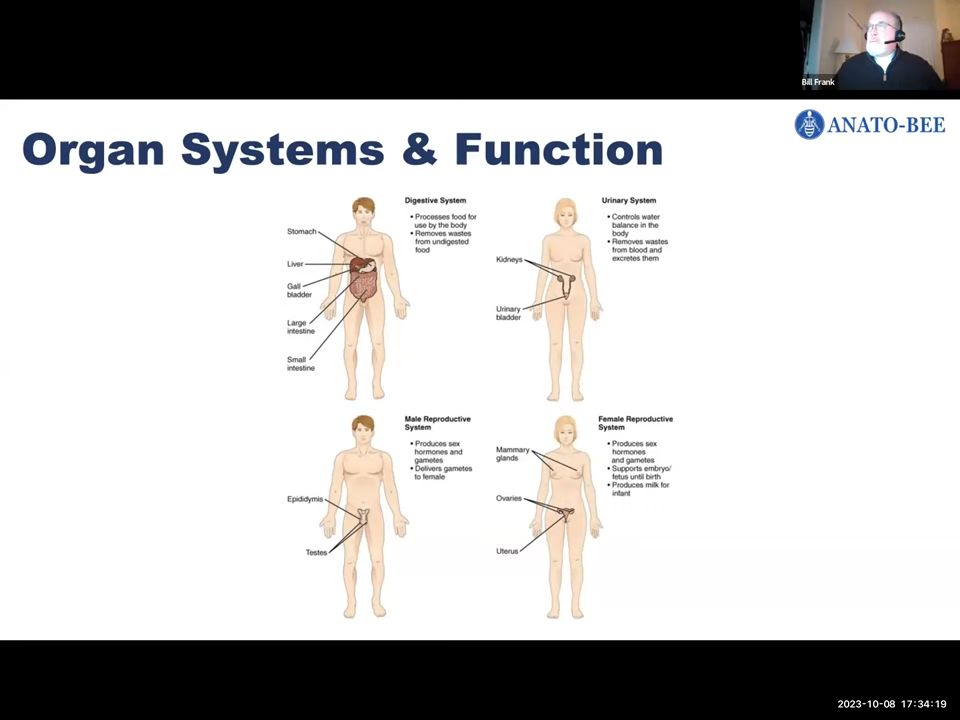 Bill Frank
ANATO-BEE
Organ Systems & Function
Digestive System
• Processes food for
use by the body
• Removes wastes
from undigested
food
Stomach
Liver
Gall
bladder
Large
intestine
Small
intestine
Urinary System
• Controls water
balance in the
body
• Removes wastes
from blood and
excretes them
Kidneys
Urinary
bladder
Male Reproductive
System
• Produces sex
hormones and
gametes
• Delivers gametes
to female
Epididymis
Testes
Female Reproductive
System
• Produces sex
hormones
and gametes
• Supports embryo/
fetus until birth
• Produces milk for
infant
Mammary
glands
Ovaries
Uterus
2023-10-08 17:34:19